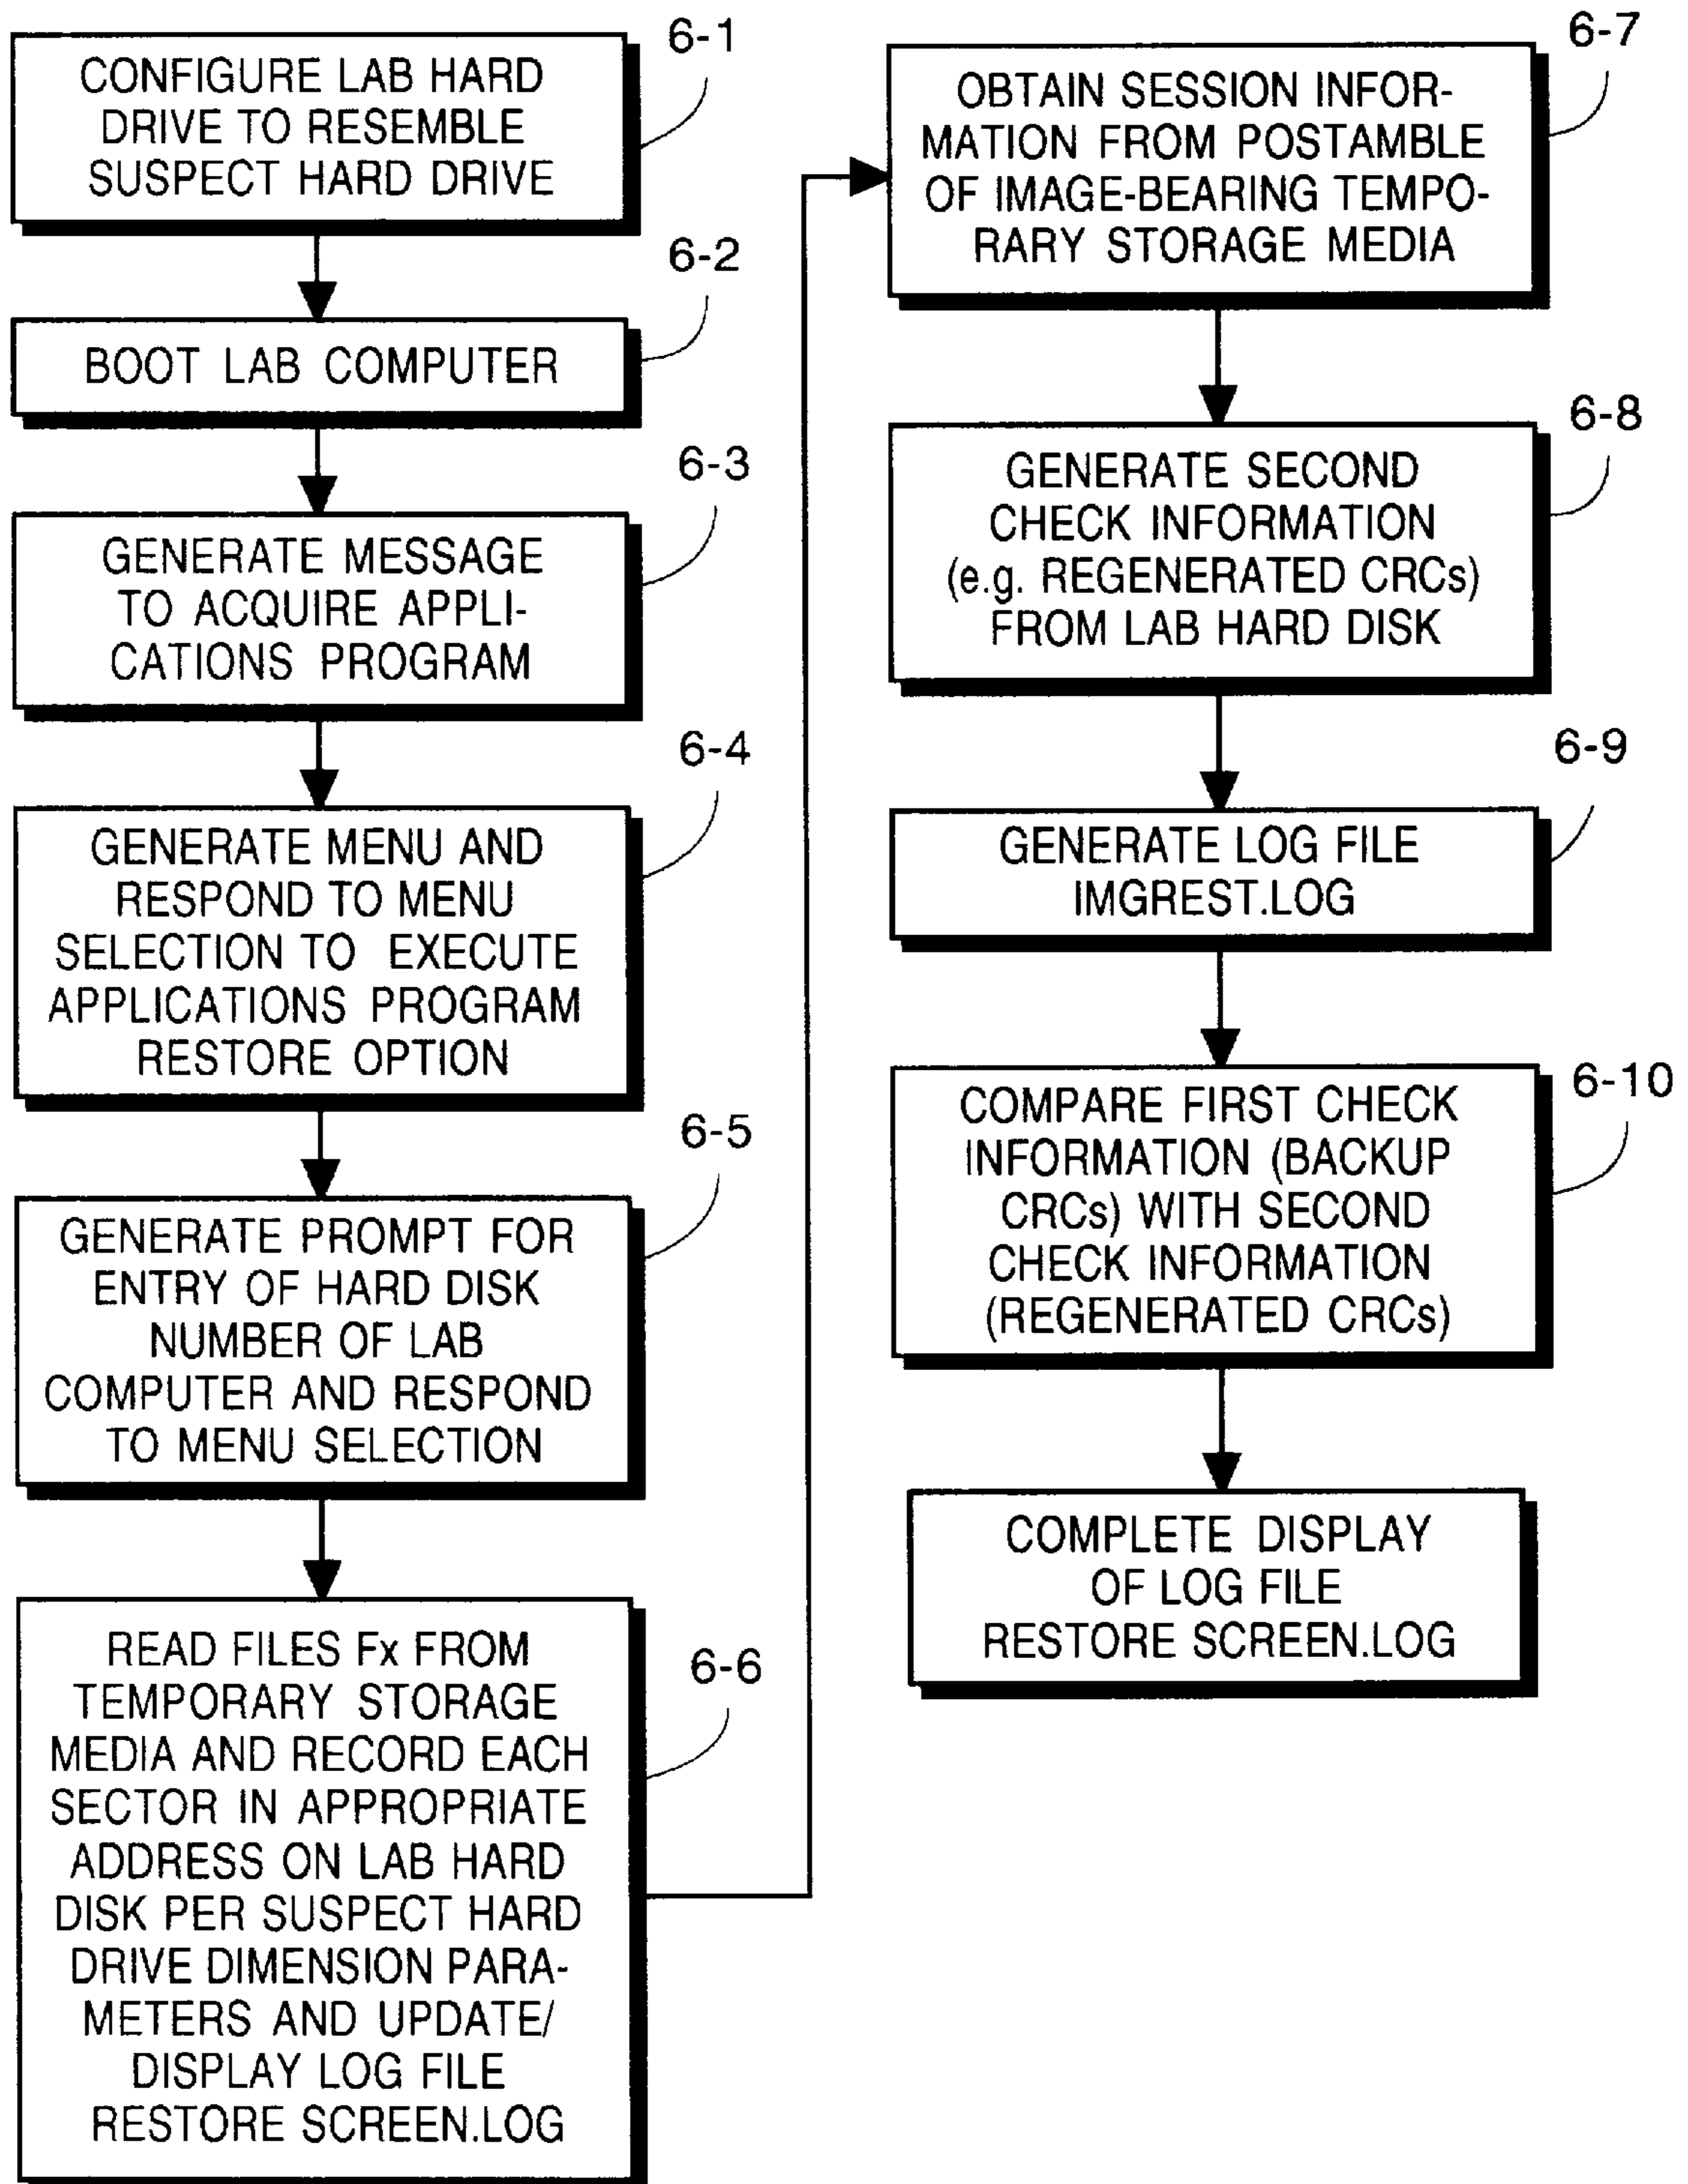 6-1
CONFIGURE LAB HARD
DRIVE TO RESEMBLE
SUSPECT HARD DRIVE
6-2
BOOT LAB COMPUTER
6-3
GENERATE MESSAGE
TO ACQUIRE APPLI-
CATIONS PROGRAM
6-4
GENERATE MENU AND
RESPOND TO MENU
SELECTION TO EXECUTE
APPLICATIONS PROGRAM
RESTORE OPTION
6-5
GENERATE PROMPT FOR
ENTRY OF HARD DISK
NUMBER OF LAB
COMPUTER AND RESPOND
TO MENU SELECTION
6-6
READ FILES Fx FROM
TEMPORARY STORAGE
MEDIA AND RECORD EACH
SECTOR IN APPROPRIATE
ADDRESS ON LAB HARD
DISK PER SUSPECT HARD
DRIVE DIMENSION PARA-
METERS AND UPDATE/
DISPLAY LOG FILE
RESTORE SCREEN.LOG
6-7
OBTAIN SESSION INFOR-
MATION FROM POSTAMBLE
OF IMAGE-BEARING TEMPO-
RARY STORAGE MEDIA
6-8
GENERATE SECOND
CHECK INFORMATION
(e.g. REGENERATED CRCs)
FROM LAB HARD DISK
6-9
GENERATE LOG FILE
IMGREST.LOG
6-10
COMPARE FIRST CHECK
INFORMATION (BACKUP
CRCs) WITH SECOND
CHECK INFORMATION
(REGENERATED CRCs)
COMPLETE DISPLAY
OF LOG FILE
RESTORE SCREEN.LOG